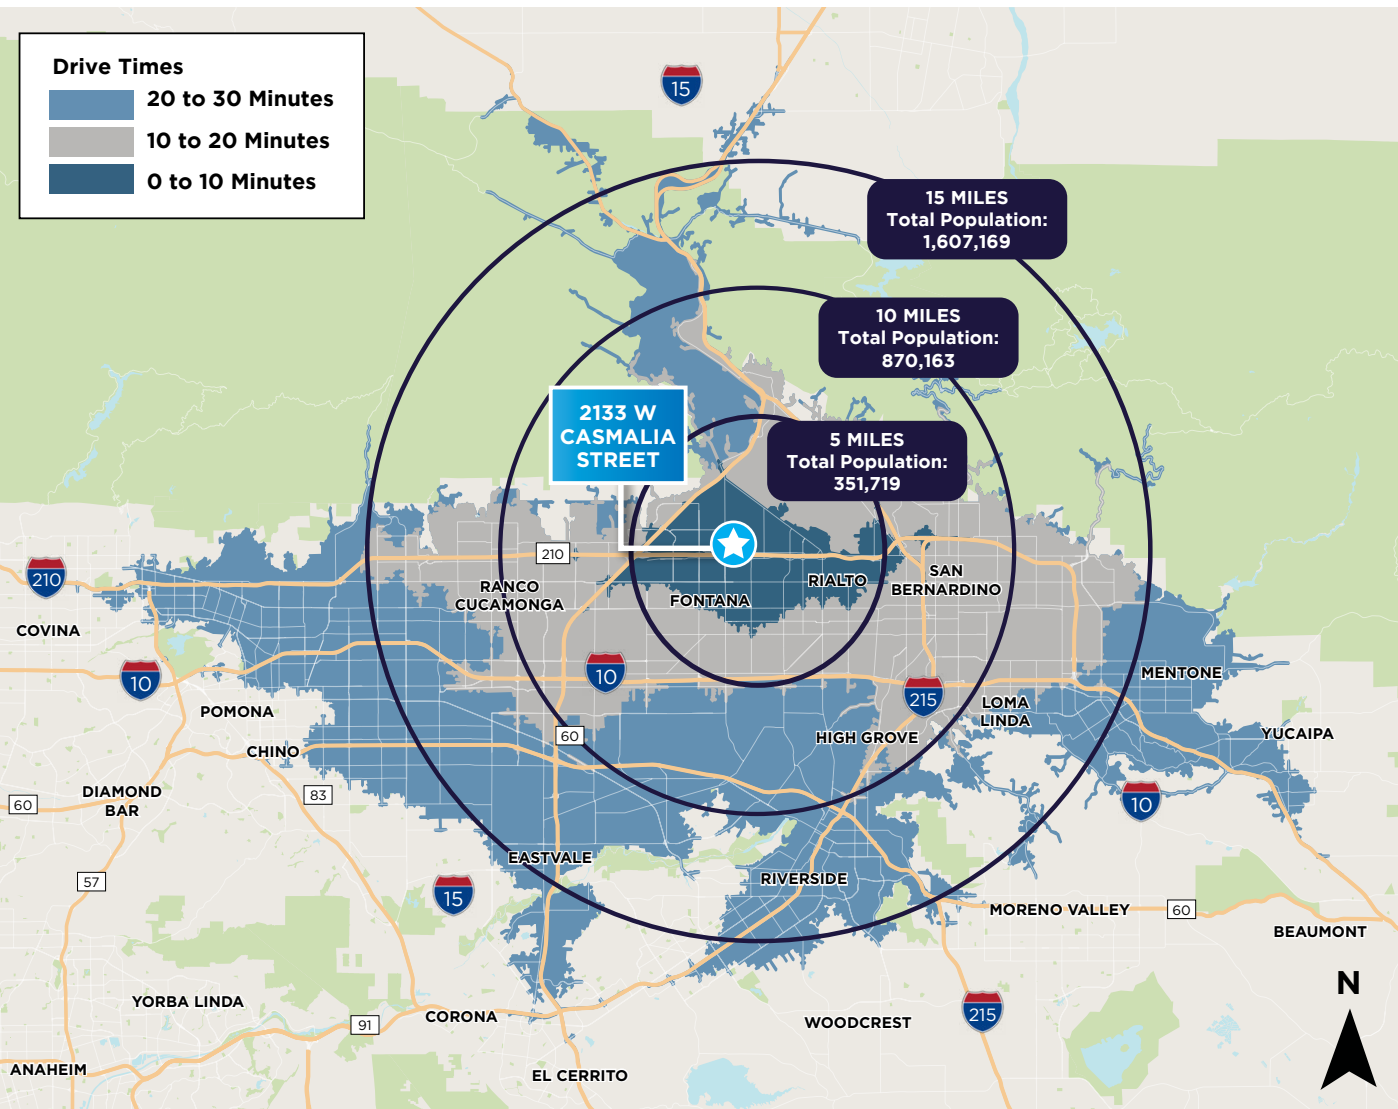 Drive Times
20 to 30 Minutes
10 to 20 Minutes
0 to 10 Minutes
15
15 MILES
Total Population:
1,607,169
10 MILES
Total Population:
870,163
2133 W
CASMALIA
STREET
5 MILES
Total Population:
351,719
210
210
RANCO
CUCAMONGA
FONTANA
RIALTO
SAN
BERNARDINO
COVINA
10
10
215
MENTONE
POMONA
LOMA
LINDA
CHINO
60
HIGH GROVE
YUCAIPA
DIAMOND
BAR
60
83
10
EASTVALE
57
15
RIVERSIDE
MORENO VALLEY
60
BEAUMONT
YORBA LINDA
91
CORONA
WOODCREST
215
N
ANAHEIM
EL CERRITO